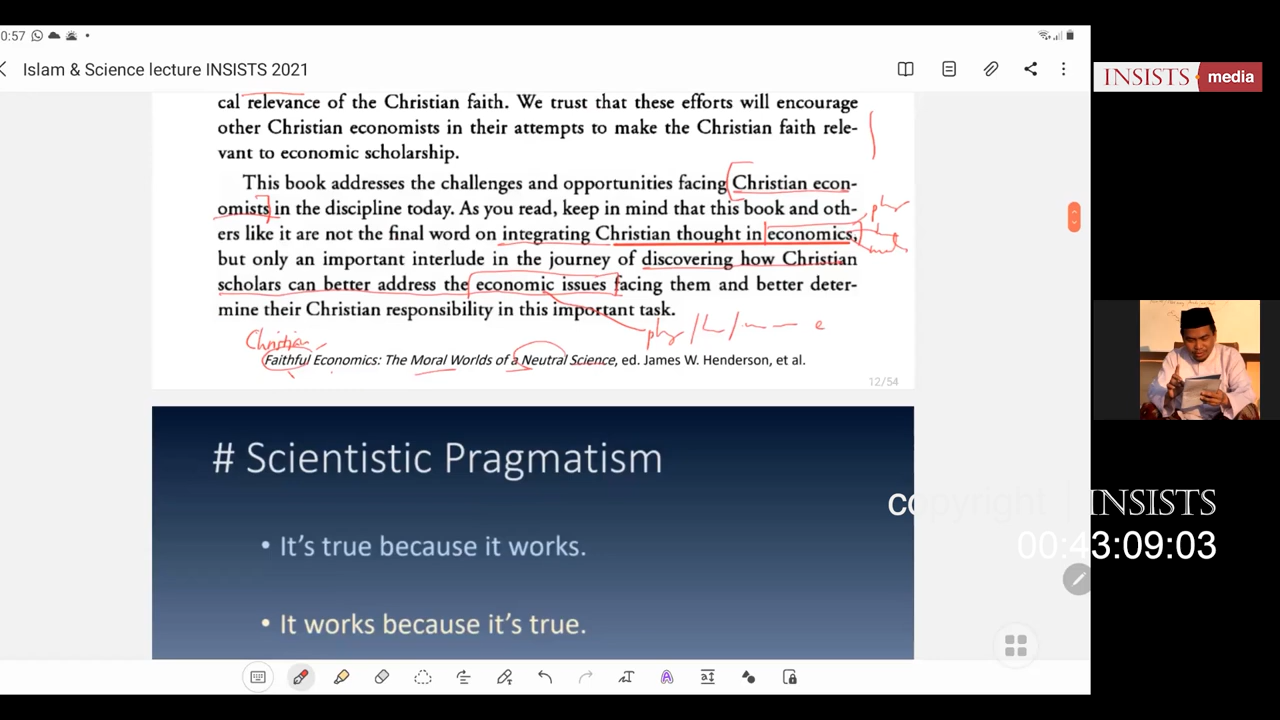 0:57
Islam & Science lecture INSISTS 2021
INSISTS media
cal relevance of the Christian faith. We trust that these efforts will encourage
other Christian economists in their attempts to make the Christian faith rele-
vant to economic scholarship.
This book addresses the challenges and opportunities facing Christian econ-
omists in the discipline today. As you read, keep in mind that this book and oth-
ers like it are not the final word on integrating Christian thought in economics,
but only an important interlude in the journey of discovering how Christian
scholars can better address the economic issues facing them and better deter-
mine their Christian responsibility in this important task.
Christian
Faithful Economics: The Moral Worlds of a Neutral Science, ed. James W. Henderson, et al.
12/54
# Scientistic Pragmatism
• It's true because it works.
• It works because it's true.
copyright | INSISTS
00:43:09:03